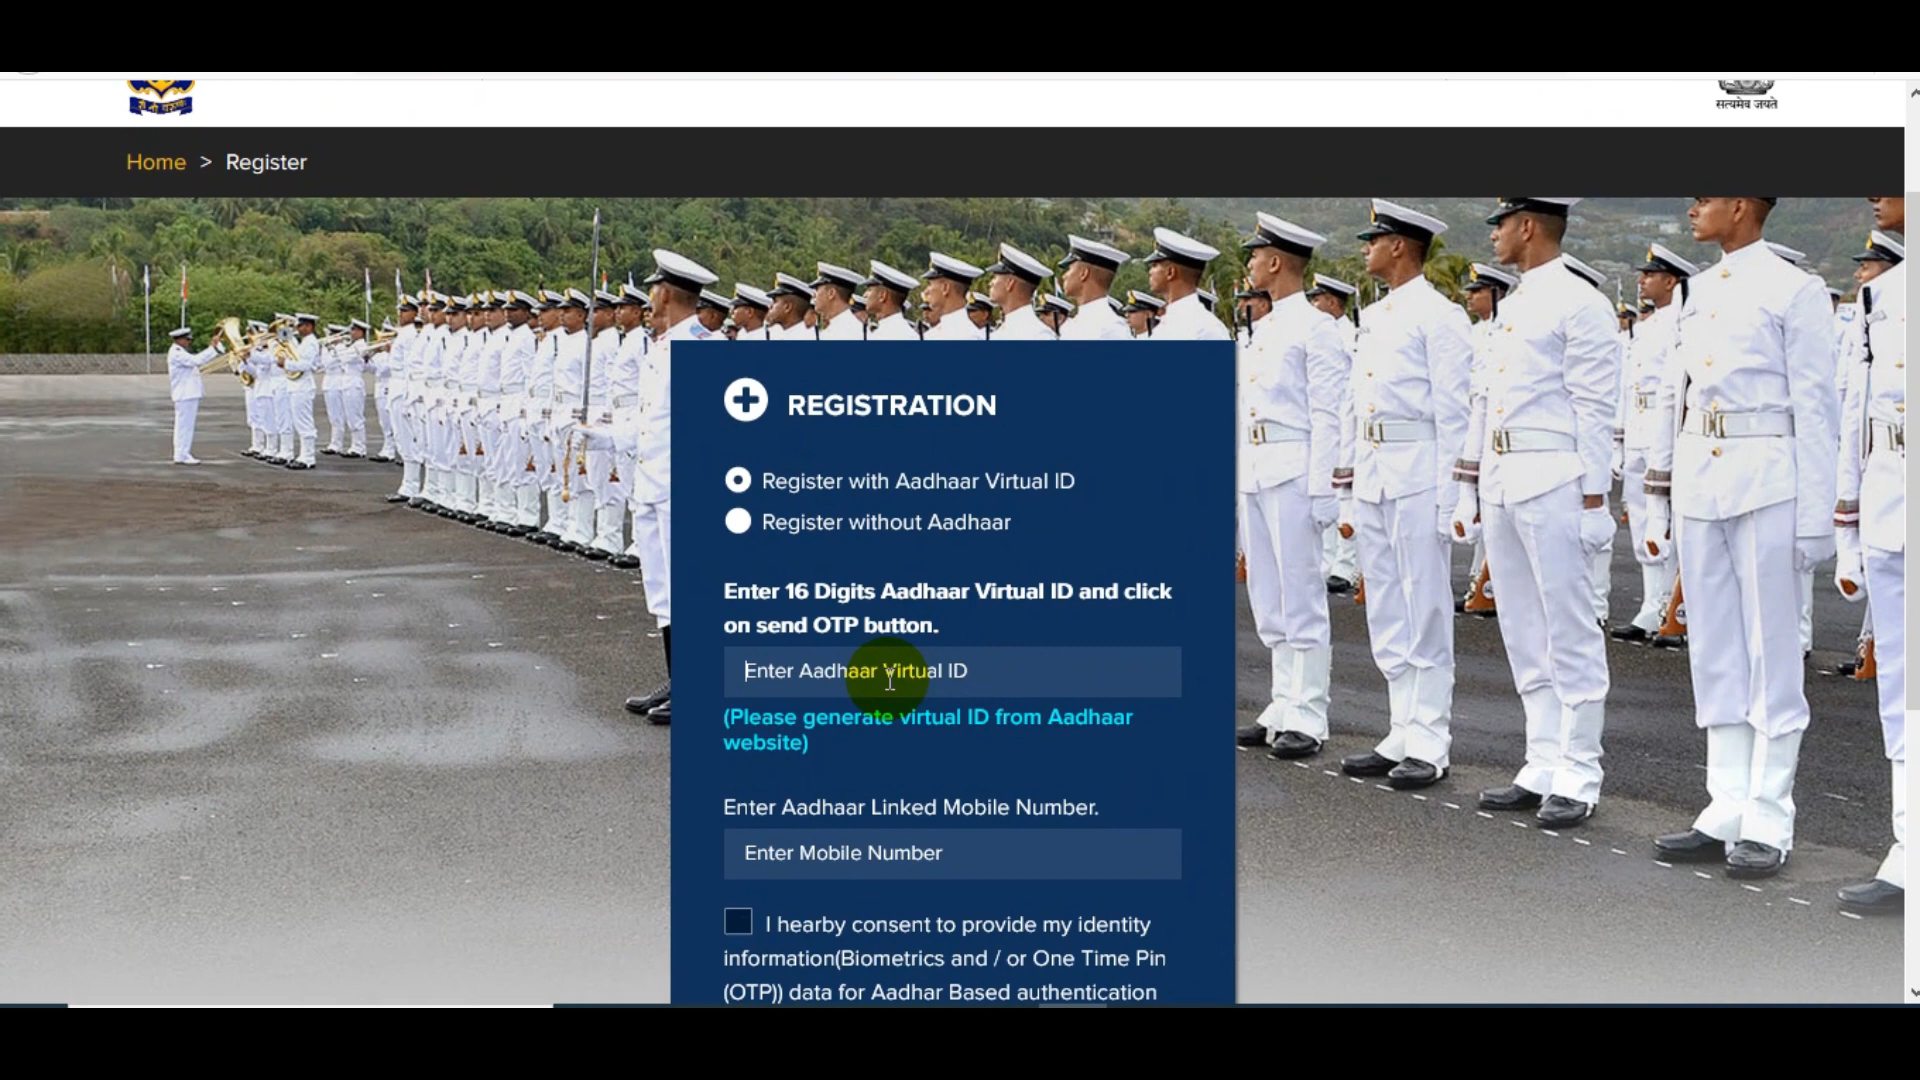 सत्यमेव जयते
Home > Register
REGISTRATION
Register with Aadhaar Virtual ID
Register without Aadhaar
Enter 16 Digits Aadhaar Virtual ID and click
on send OTP button.
Enter Aadhaar Virtual ID
(Please generate virtual ID from Aadhaar
website)
Enter Aadhaar Linked Mobile Number.
Enter Mobile Number
I hearby consent to provide my identity
information(Biometrics and / or One Time Pin
(OTP)) data for Aadhar Based authentication